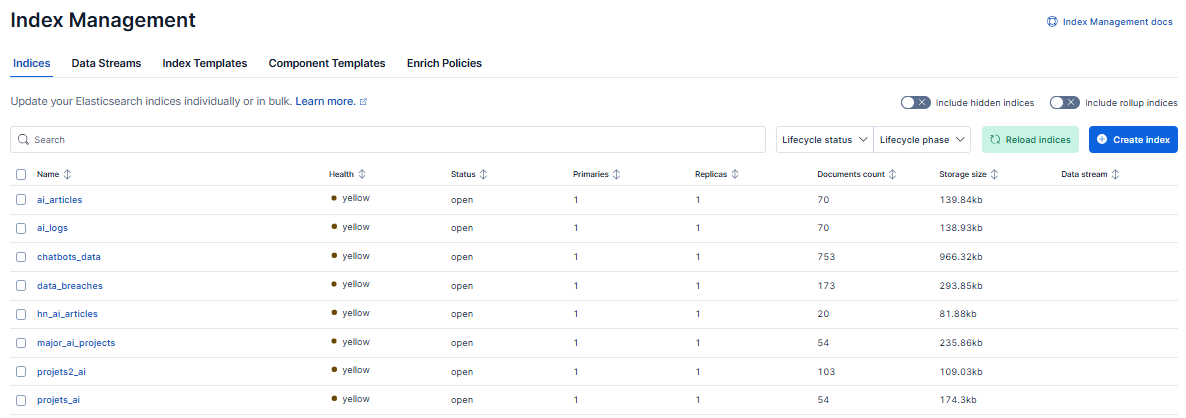 Index Management
Index Management docs
Indices Data Streams Index Templates Component Templates Enrich Policies
Update your Elasticsearch indices individually or in bulk. Learn more. Include hidden indices Include rollup indices
Search Lifecycle status Lifecycle phase Reload indices Create index
Name Health Status Primaries Replicas Documents count Storage size Data stream
ai_articles yellow open 1 1 70 139.84kb
ai_logs yellow open 1 1 70 138.93kb
chatbots_data yellow open 1 1 753 966.32kb
data_breaches yellow open 1 1 173 293.85kb
hn_ai_articles yellow open 1 1 20 81.88kb
major_ai_projects yellow open 1 1 54 235.86kb
projets2_ai yellow open 1 1 103 109.03kb
projets_ai yellow open 1 1 54 174.3kb